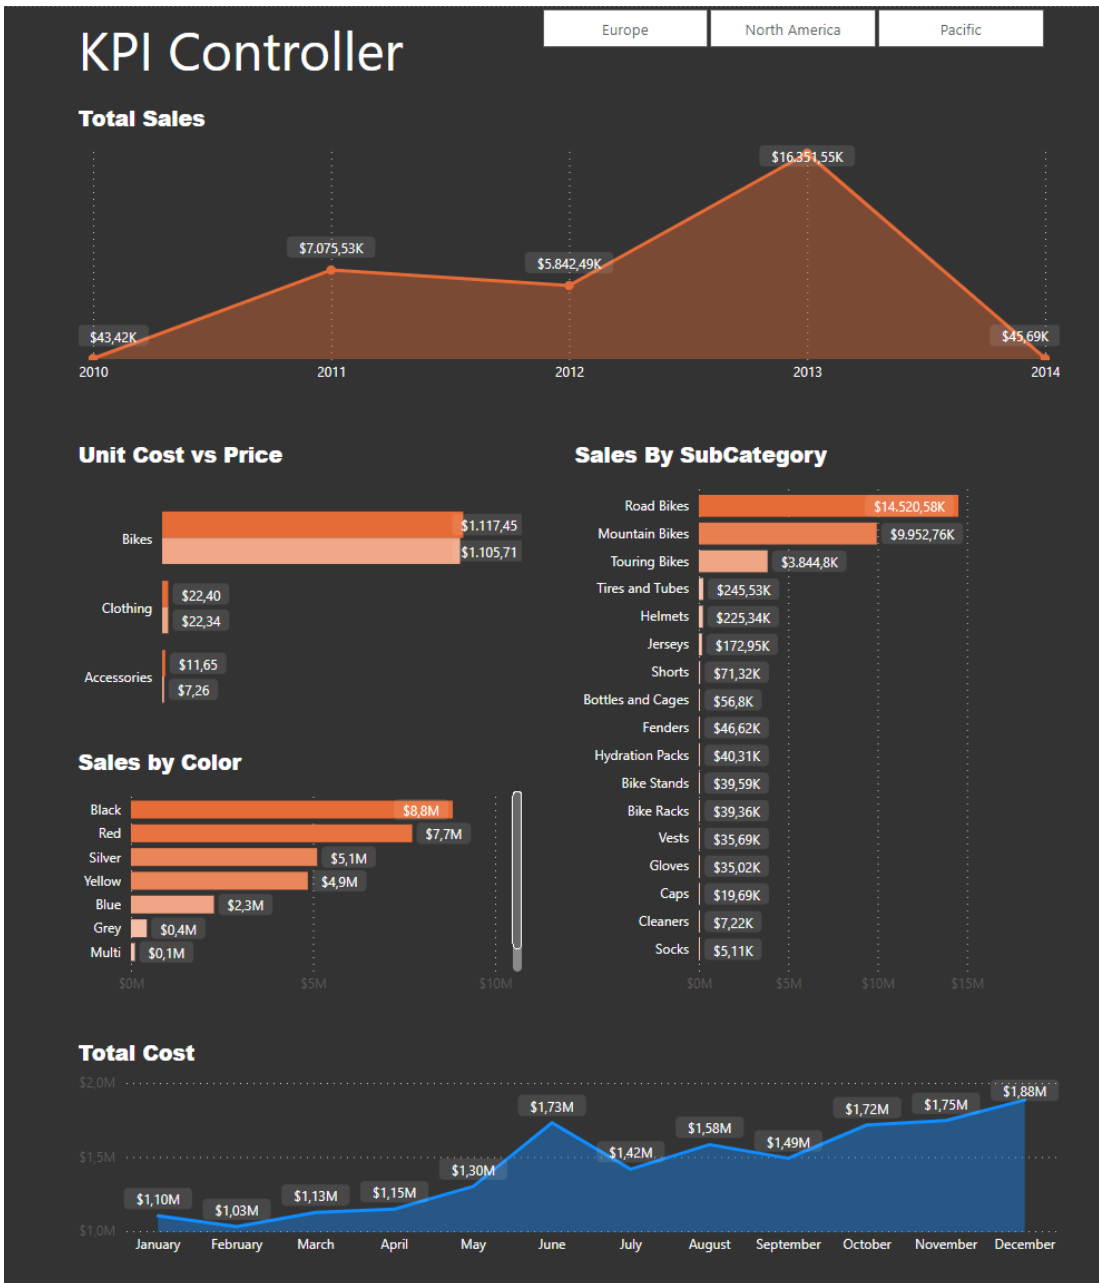 KPI Controller
Europe
North America
Pacific
Total Sales
$16.351,55K
$7.075,53K
$5.842,49K
$43,42K
$45,69K
2010 2011 2012 2013 2014
Unit Cost vs Price
Bikes
$1.117,45
$1.105,71
Clothing
$22,40
$22,34
Accessories
$11,65
$7,26
Sales By SubCategory
Road Bikes $14.520,58K
Mountain Bikes $9.952,76K
Touring Bikes $3.844,8K
Tires and Tubes $245,53K
Helmets $225,34K
Jerseys $172,95K
Shorts $71,32K
Bottles and Cages $56,8K
Fenders $46,62K
Hydration Packs $40,31K
Bike Stands $39,59K
Bike Racks $39,36K
Vests $35,69K
Gloves $35,02K
Caps $19,69K
Cleaners $7,22K
Socks $5,11K
$0M $5M $10M $15M
Sales by Color
Black $8,8M
Red $7,7M
Silver $5,1M
Yellow $4,9M
Blue $2,3M
Grey $0,4M
Multi $0,1M
$0M $5M $10M
Total Cost
$2,0M
$1,5M
$1,0M
$1,10M $1,03M $1,13M $1,15M $1,30M $1,73M $1,42M $1,58M $1,49M $1,72M $1,75M $1,88M
January February March April May June July August September October November December